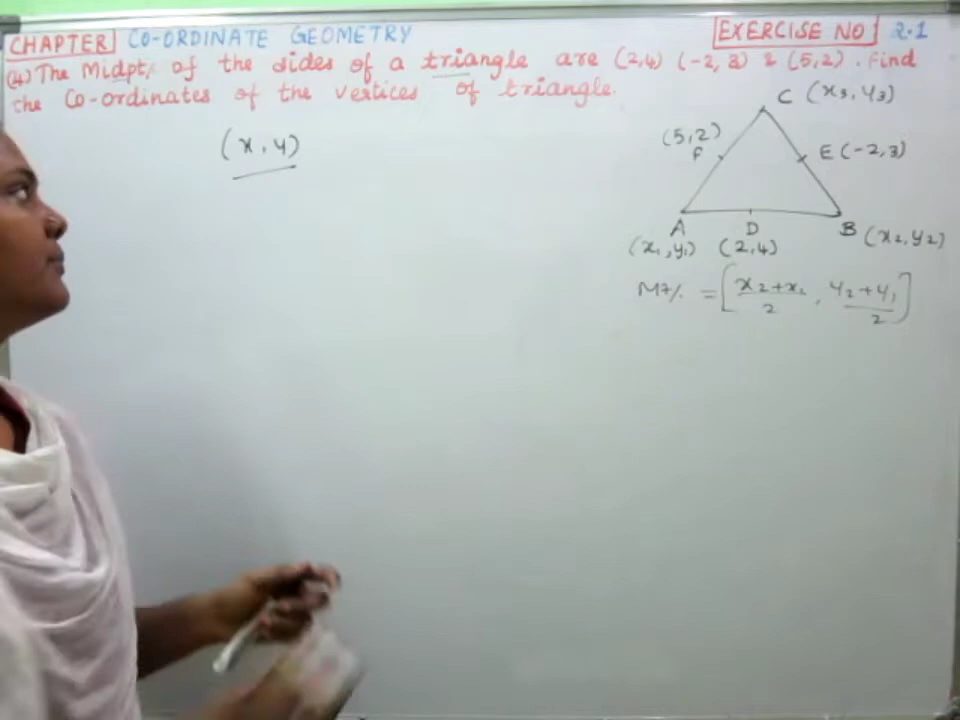 CHAPTER CO-ORDINATE GEOMETRY EXERCISE NO 2.1
(4) The Midpt, of the sides of a triangle are (2,4) (-2, 3) & (5,2). Find
the Co-ordinates of the vertices of triangle.
(x, y)
C (x3, y3)
(5,2)
F
E (-2,3)
A D B (x2, y2)
(x1, y1) (2,4)
= [x2+x1/2, y2+y1/2]